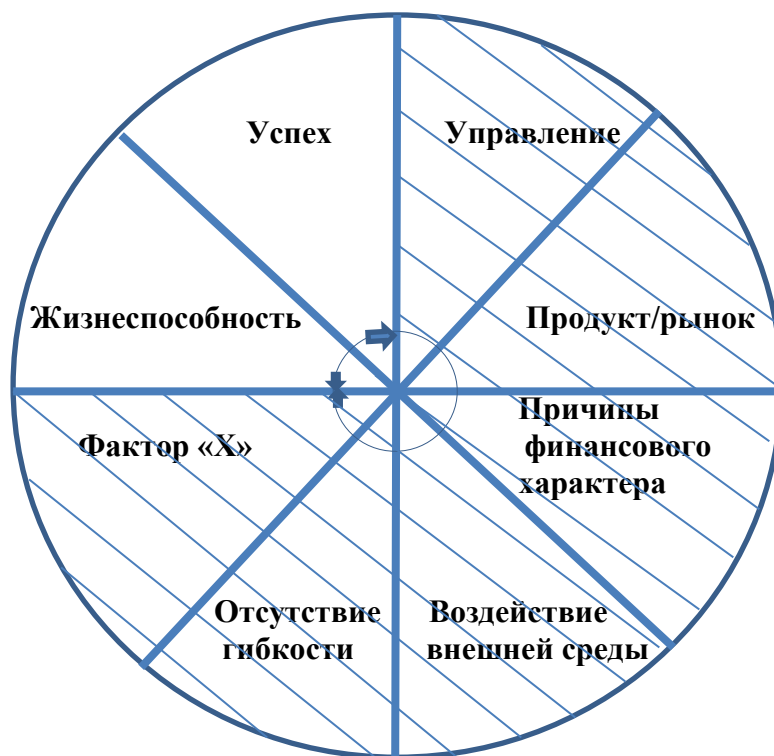 Успех
Управление
Жизнеспособность
Продукт/рынок
Фактор «Х»
Причины
финансового
характера
Отсутствие
гибкости
Воздействие
внешней среды